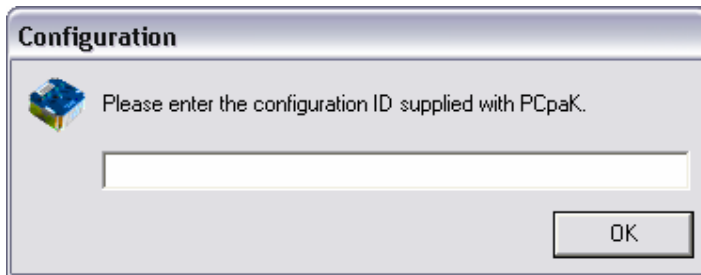 Configuration
Please enter the configuration ID supplied with PCpaK.
OK